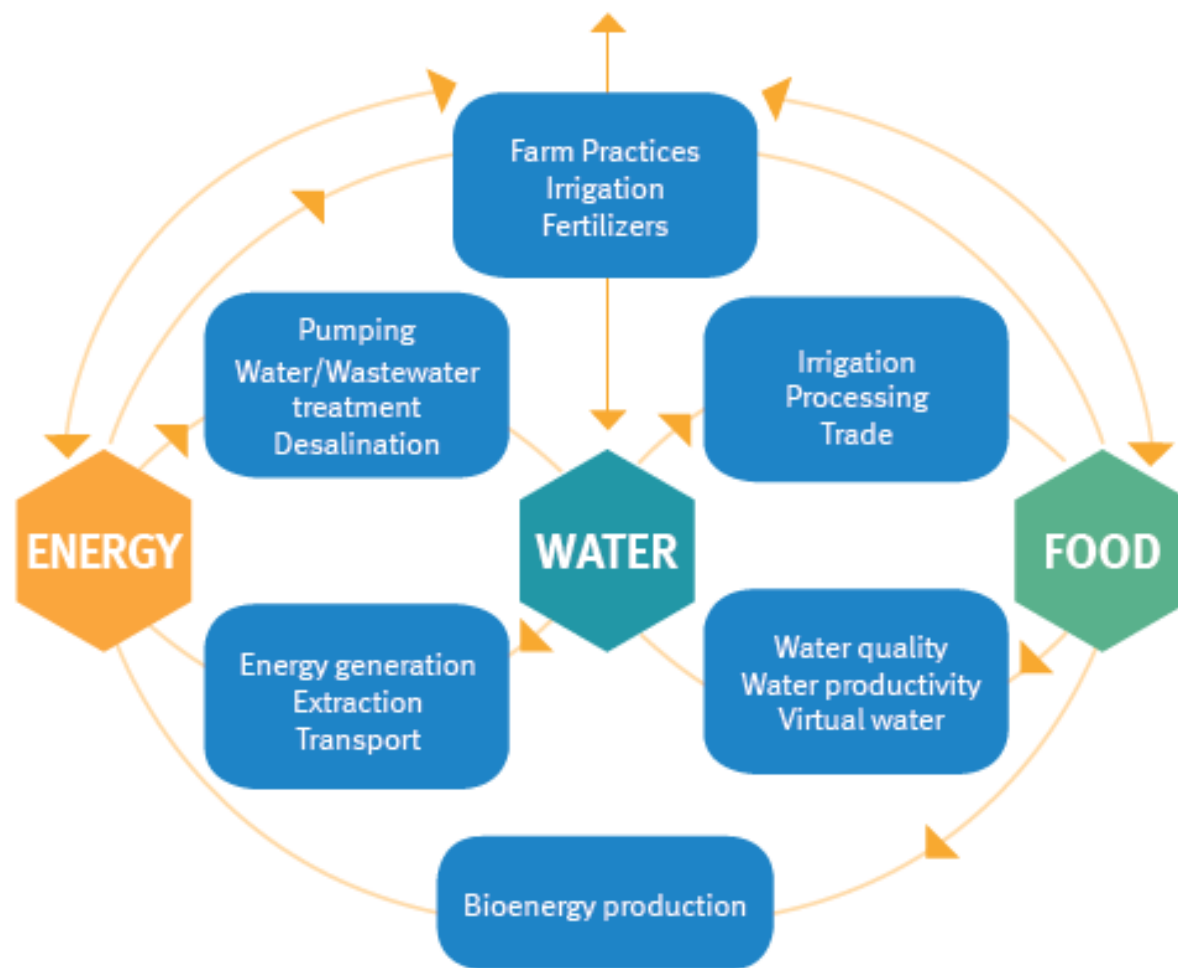 Farm Practices
Irrigation
Fertilizers
Pumping
Water/Wastewater
treatment
Desalination
Irrigation
Processing
Trade
ENERGY
WATER
FOOD
Energy generation
Extraction
Transport
Water quality
Water productivity
Virtual water
Bioenergy production